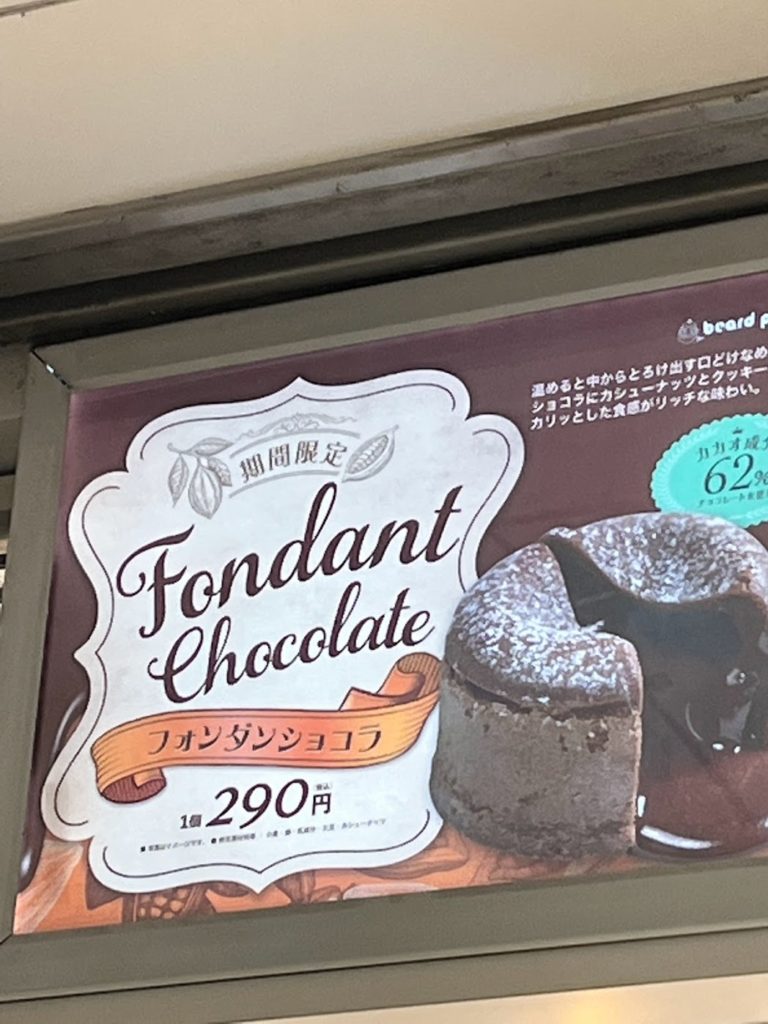 beard p
温めると中からとろけ出す口どけなめ
ショコラにカシューナッツとクッキー
カリッとした食感がリッチな味わい。
カカオ成分
62%
期間限定
Fondant
Chocolate
フォンダンショコラ
1個290円(税込)